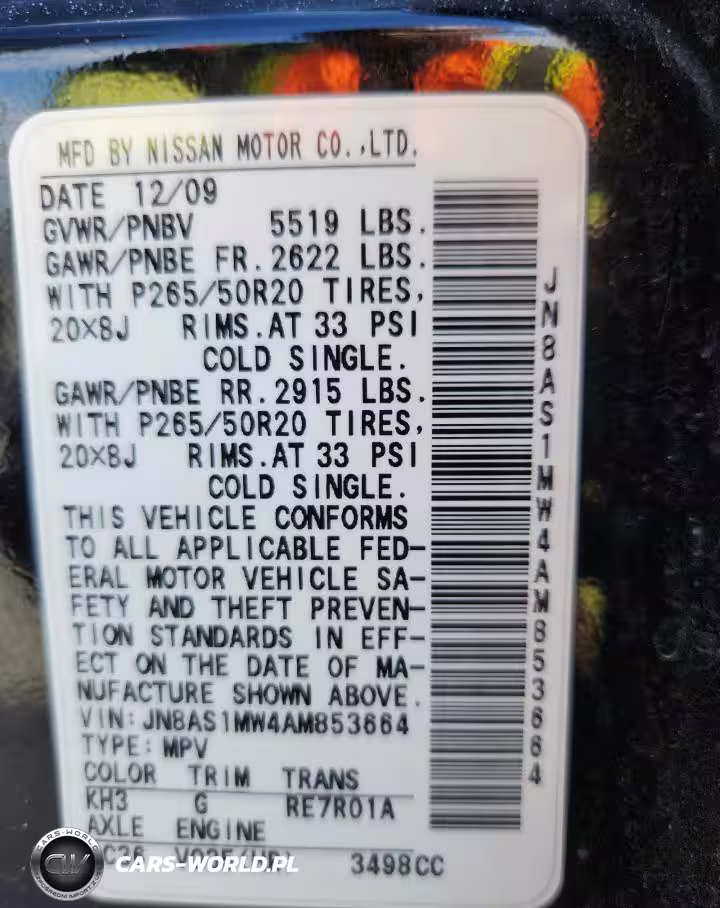 MFD BY NISSAN MOTOR CO.,LTD.
DATE 12/09
GVWR/PNBV 5519 LBS.
GAWR/PNBE FR.2622 LBS.
WITH P265/50R20 TIRES,
20X8J RIMS.AT 33 PSI
COLD SINGLE.
GAWR/PNBE RR.2915 LBS.
WITH P265/50R20 TIRES,
20X8J RIMS.AT 33 PSI
COLD SINGLE.
THIS VEHICLE CONFORMS
TO ALL APPLICABLE FED-
ERAL MOTOR VEHICLE SA-
FETY AND THEFT PREVEN-
TION STANDARDS IN EFF-
ECT ON THE DATE OF MA-
NUFACTURE SHOWN ABOVE.
VIN:JN8AS1MW4AM853664
TYPE:MPV
COLOR TRIM TRANS
KH3 G RE7R01A
AXLE ENGINE
3498CC
JN8AS1MW4AM853664
CARS-WORLD
CW
CARS-WORLD.PL